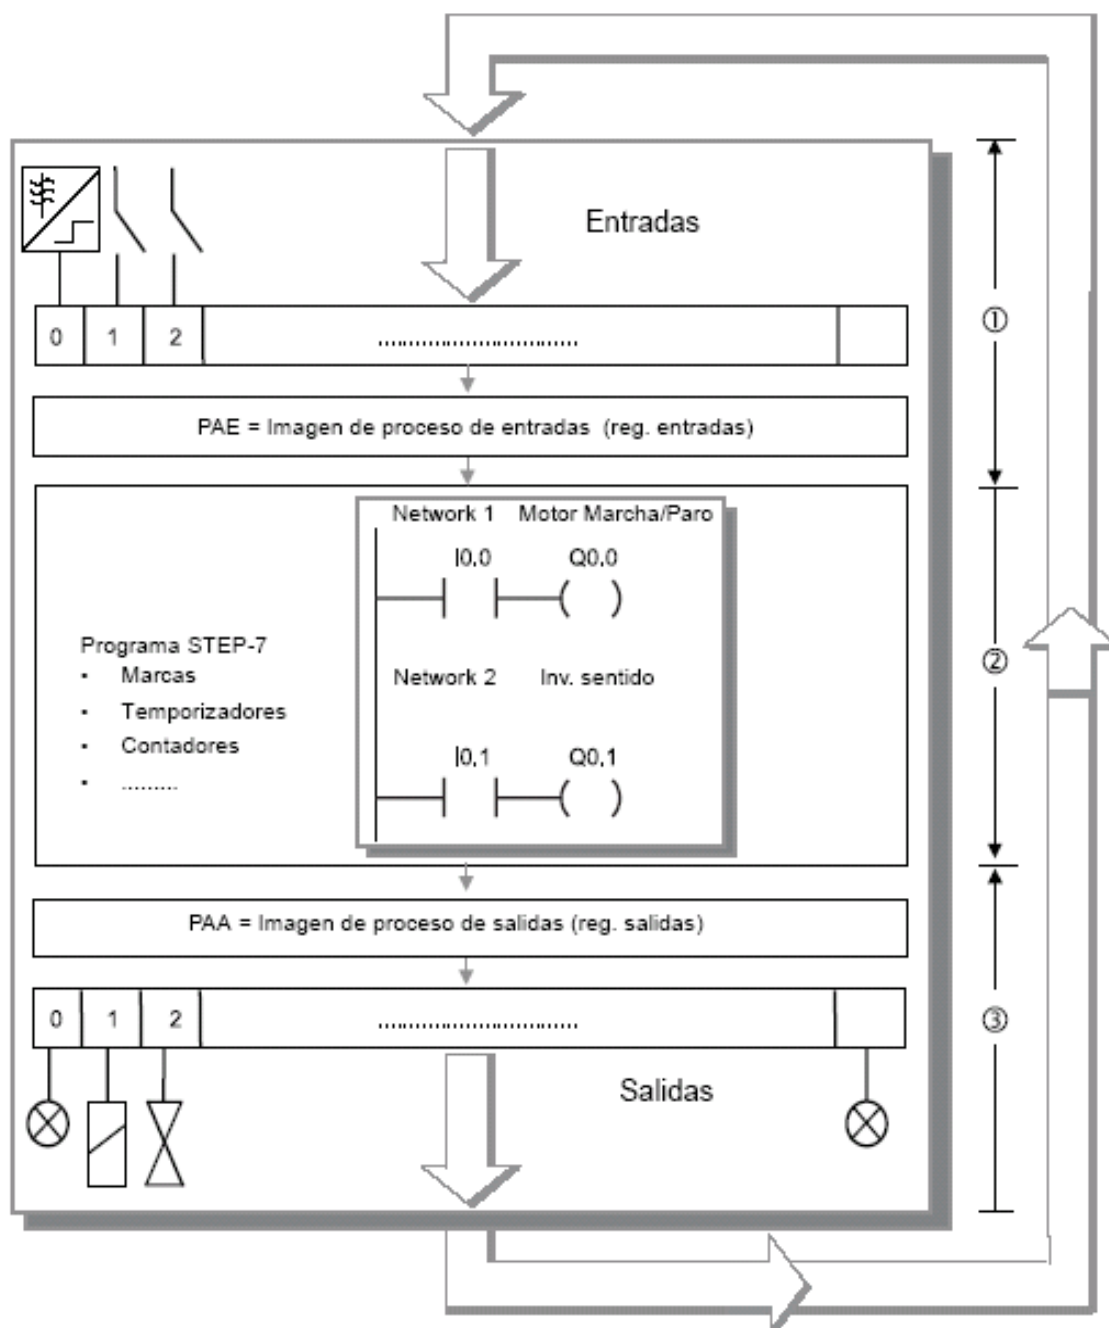 Entradas
0 1 2 ................................
①
PAE = Imagen de proceso de entradas (reg. entradas)
Network 1 Motor Marcha/Paro
I0,0 Q0,0
Programa STEP-7
▪ Marcas
▪ Temporizadores
▪ Contadores
▪ .........
Network 2 Inv. sentido
I0,1 Q0,1
②
PAA = Imagen de proceso de salidas (reg. salidas)
0 1 2 ................................
③
Salidas